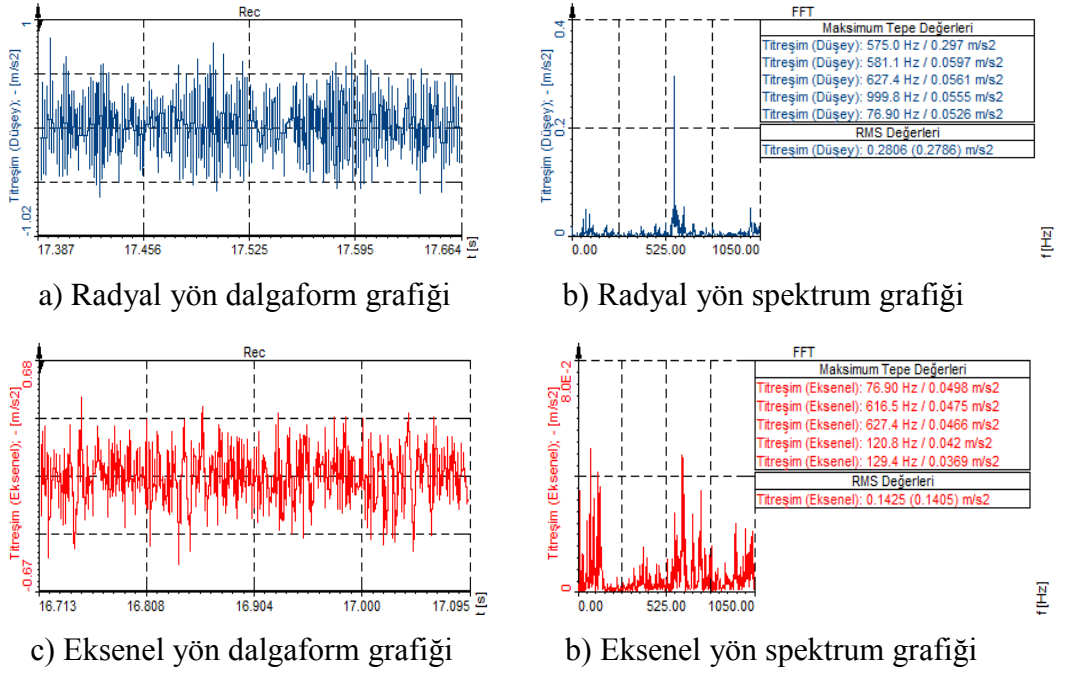 Rec
1
Titreşim (Düşey); - [m/s2]
-1.02
17.387 17.456 17.525 17.595 17.664
t [s]
FFT
0.4
Titreşim (Düşey); - [m/s2]
0.2
0
0.00 525.00 1050.00
f [Hz]
Maksimum Tepe Değerleri
Titreşim (Düşey): 575.0 Hz / 0.297 m/s2
Titreşim (Düşey): 581.1 Hz / 0.0597 m/s2
Titreşim (Düşey): 627.4 Hz / 0.0561 m/s2
Titreşim (Düşey): 999.8 Hz / 0.0555 m/s2
Titreşim (Düşey): 76.90 Hz / 0.0526 m/s2
RMS Değerleri
Titreşim (Düşey): 0.2806 (0.2786) m/s2
a) Radyal yön dalgaform grafiği
b) Radyal yön spektrum grafiği
Rec
0.68
Titreşim (Eksenel); - [m/s2]
-0.67
16.713 16.808 16.904 17.000 17.095
t [s]
FFT
8.0E-2
Titreşim (Eksenel); - [m/s2]
0
0.00 525.00 1050.00
f [Hz]
Maksimum Tepe Değerleri
Titreşim (Eksenel): 76.90 Hz / 0.0498 m/s2
Titreşim (Eksenel): 616.5 Hz / 0.0475 m/s2
Titreşim (Eksenel): 627.4 Hz / 0.0466 m/s2
Titreşim (Eksenel): 120.8 Hz / 0.042 m/s2
Titreşim (Eksenel): 129.4 Hz / 0.0369 m/s2
RMS Değerleri
Titreşim (Eksenel): 0.1425 (0.1405) m/s2
c) Eksenel yön dalgaform grafiği
b) Eksenel yön spektrum grafiği